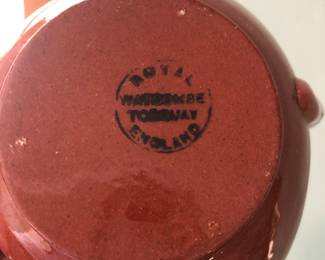 ROYAL
WATCOMBE
TORQUAY
ENGLAND